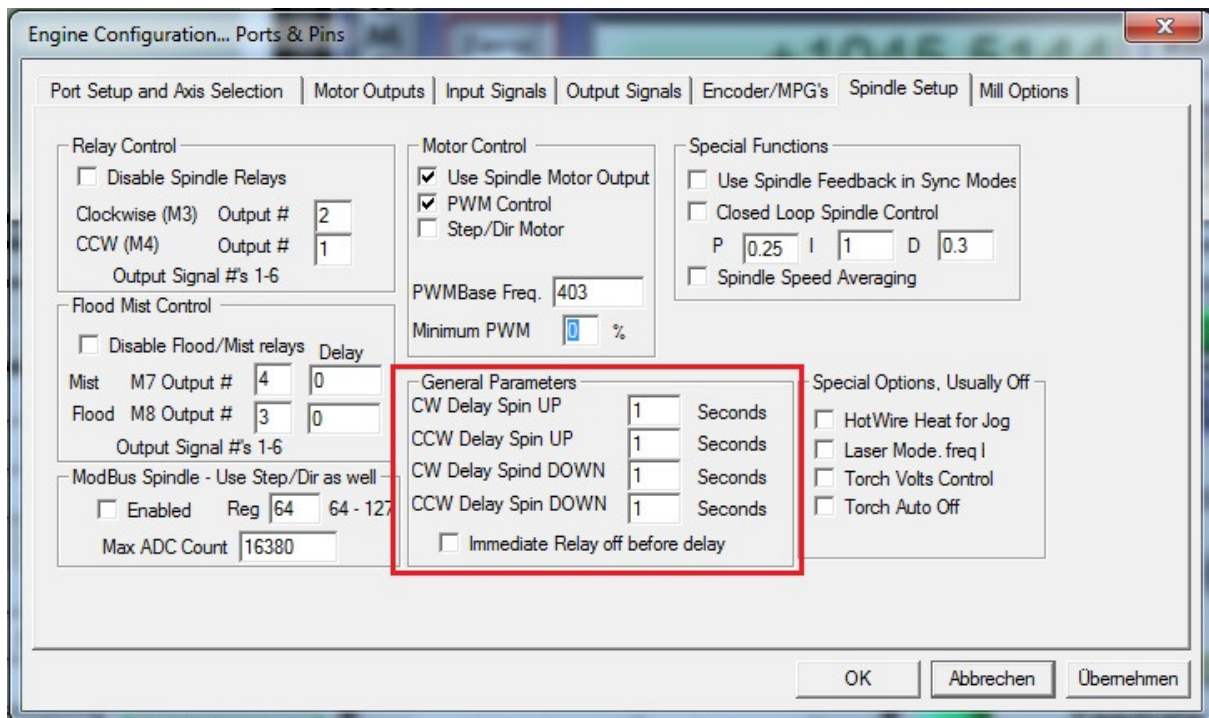 Engine Configuration... Ports & Pins
Port Setup and Axis Selection
Motor Outputs
Input Signals
Output Signals
Encoder/MPG's
Spindle Setup
Mill Options
Relay Control
Disable Spindle Relays
Clockwise (M3) Output # 2
CCW (M4) Output # 1
Output Signal #'s 1-6
Flood Mist Control
Disable Flood/Mist relays Delay
Mist M7 Output # 4 0
Flood M8 Output # 3 0
Output Signal #'s 1-6
ModBus Spindle - Use Step/Dir as well
Enabled Reg 64 64 - 127
Max ADC Count 16380
Motor Control
Use Spindle Motor Output
PWM Control
Step/Dir Motor
PWMBase Freq. 403
Minimum PWM 0 %
General Parameters
CW Delay Spin UP 1 Seconds
CCW Delay Spin UP 1 Seconds
CW Delay Spind DOWN 1 Seconds
CCW Delay Spin DOWN 1 Seconds
Immediate Relay off before delay
Special Functions
Use Spindle Feedback in Sync Modes
Closed Loop Spindle Control
P 0.25 I 1 D 0.3
Spindle Speed Averaging
Special Options, Usually Off
HotWire Heat for Jog
Laser Mode. freq I
Torch Volts Control
Torch Auto Off
OK
Abbrechen
Übernehmen